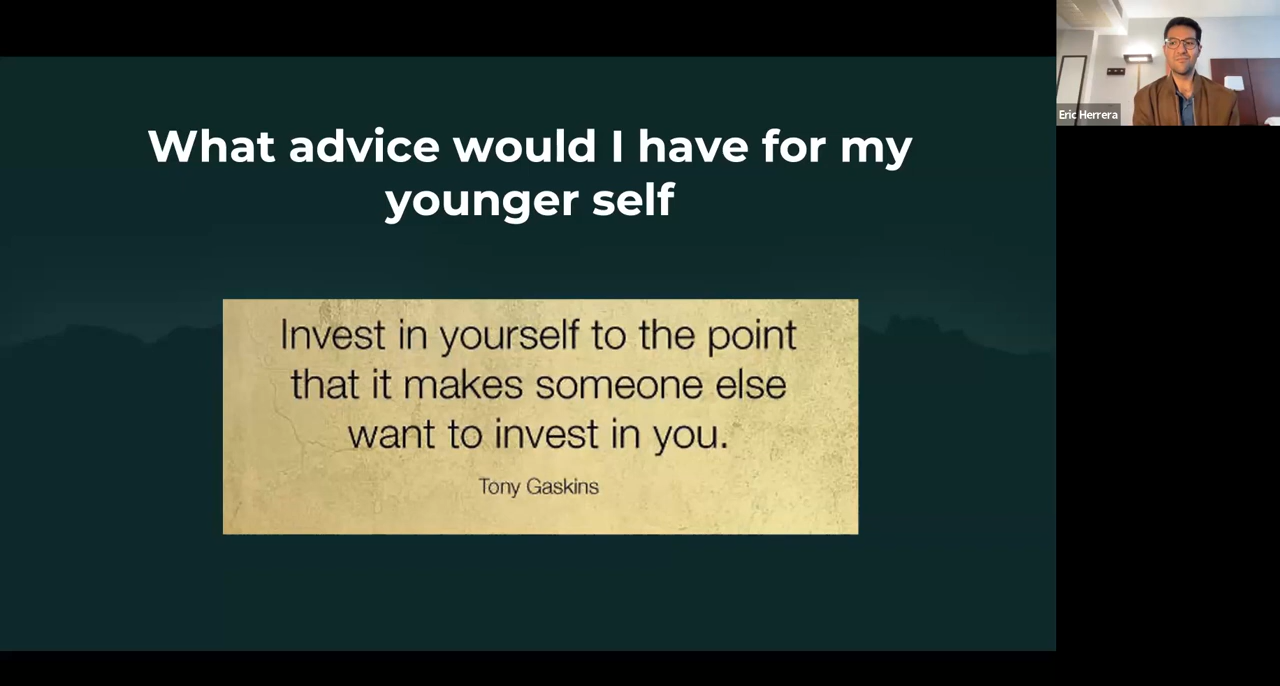 What advice would I have for my
younger self
Invest in yourself to the point
that it makes someone else
want to invest in you.
Tony Gaskins
Eric Herrera